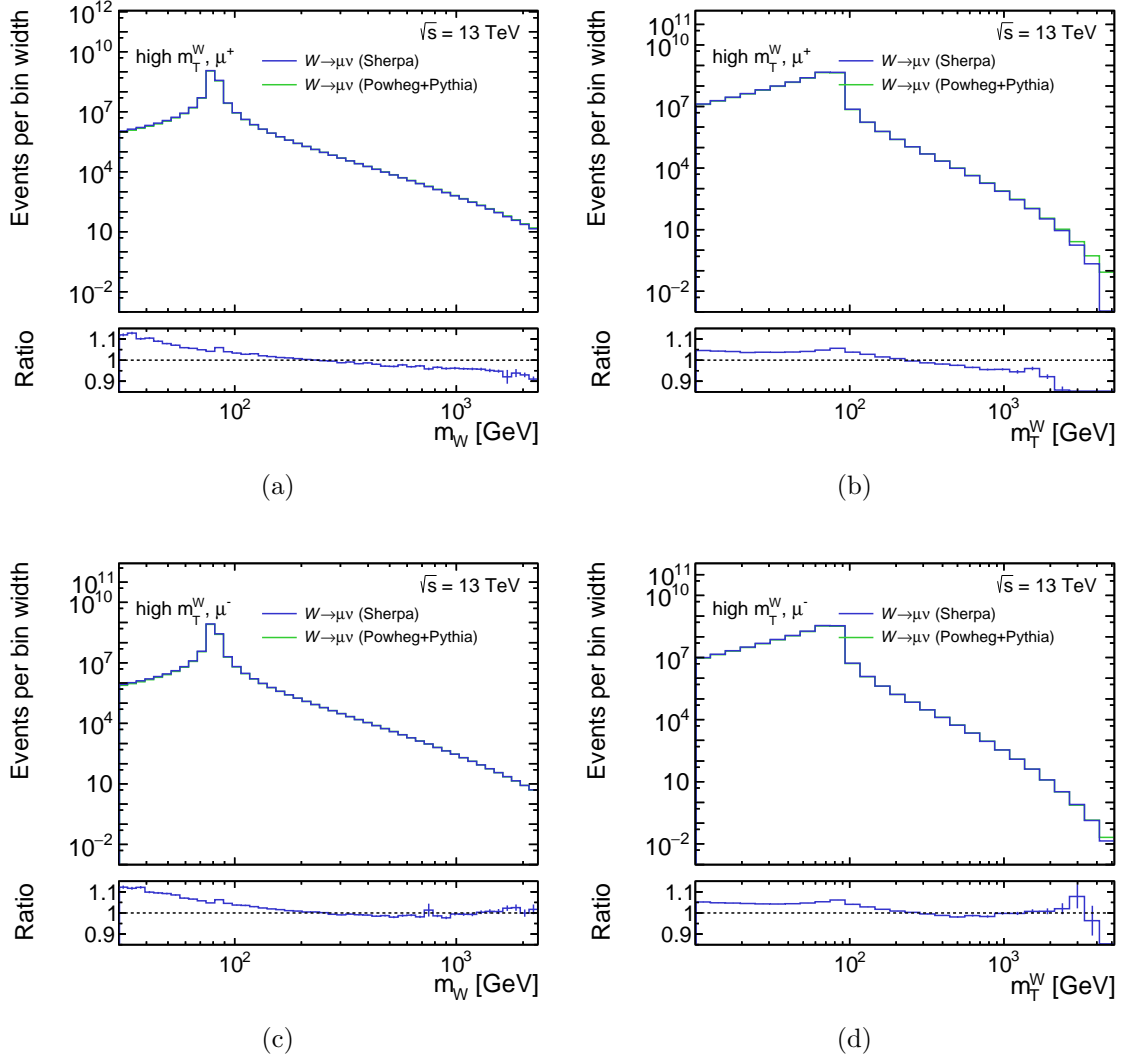 10^12
10^10
10^7
10^4
10
10^−2
Events per bin width
√s = 13 TeV
high m_T^W, μ^+
W→μν (Sherpa)
W→μν (Powheg+Pythia)
1.1
1
0.9
Ratio
10^2
10^3
m_W [GeV]
(a)
10^11
10^10
10^7
10^4
10
10^−2
Events per bin width
√s = 13 TeV
high m_T^W, μ^+
W→μν (Sherpa)
W→μν (Powheg+Pythia)
1.1
1
0.9
Ratio
10^2
10^3
m_T^W [GeV]
(b)
10^11
10^10
10^7
10^4
10
10^−2
Events per bin width
√s = 13 TeV
high m_T^W, μ^-
W→μν (Sherpa)
W→μν (Powheg+Pythia)
1.1
1
0.9
Ratio
10^2
10^3
m_W [GeV]
(c)
10^11
10^10
10^7
10^4
10
10^−2
Events per bin width
√s = 13 TeV
high m_T^W, μ^-
W→μν (Sherpa)
W→μν (Powheg+Pythia)
1.1
1
0.9
Ratio
10^2
10^3
m_T^W [GeV]
(d)